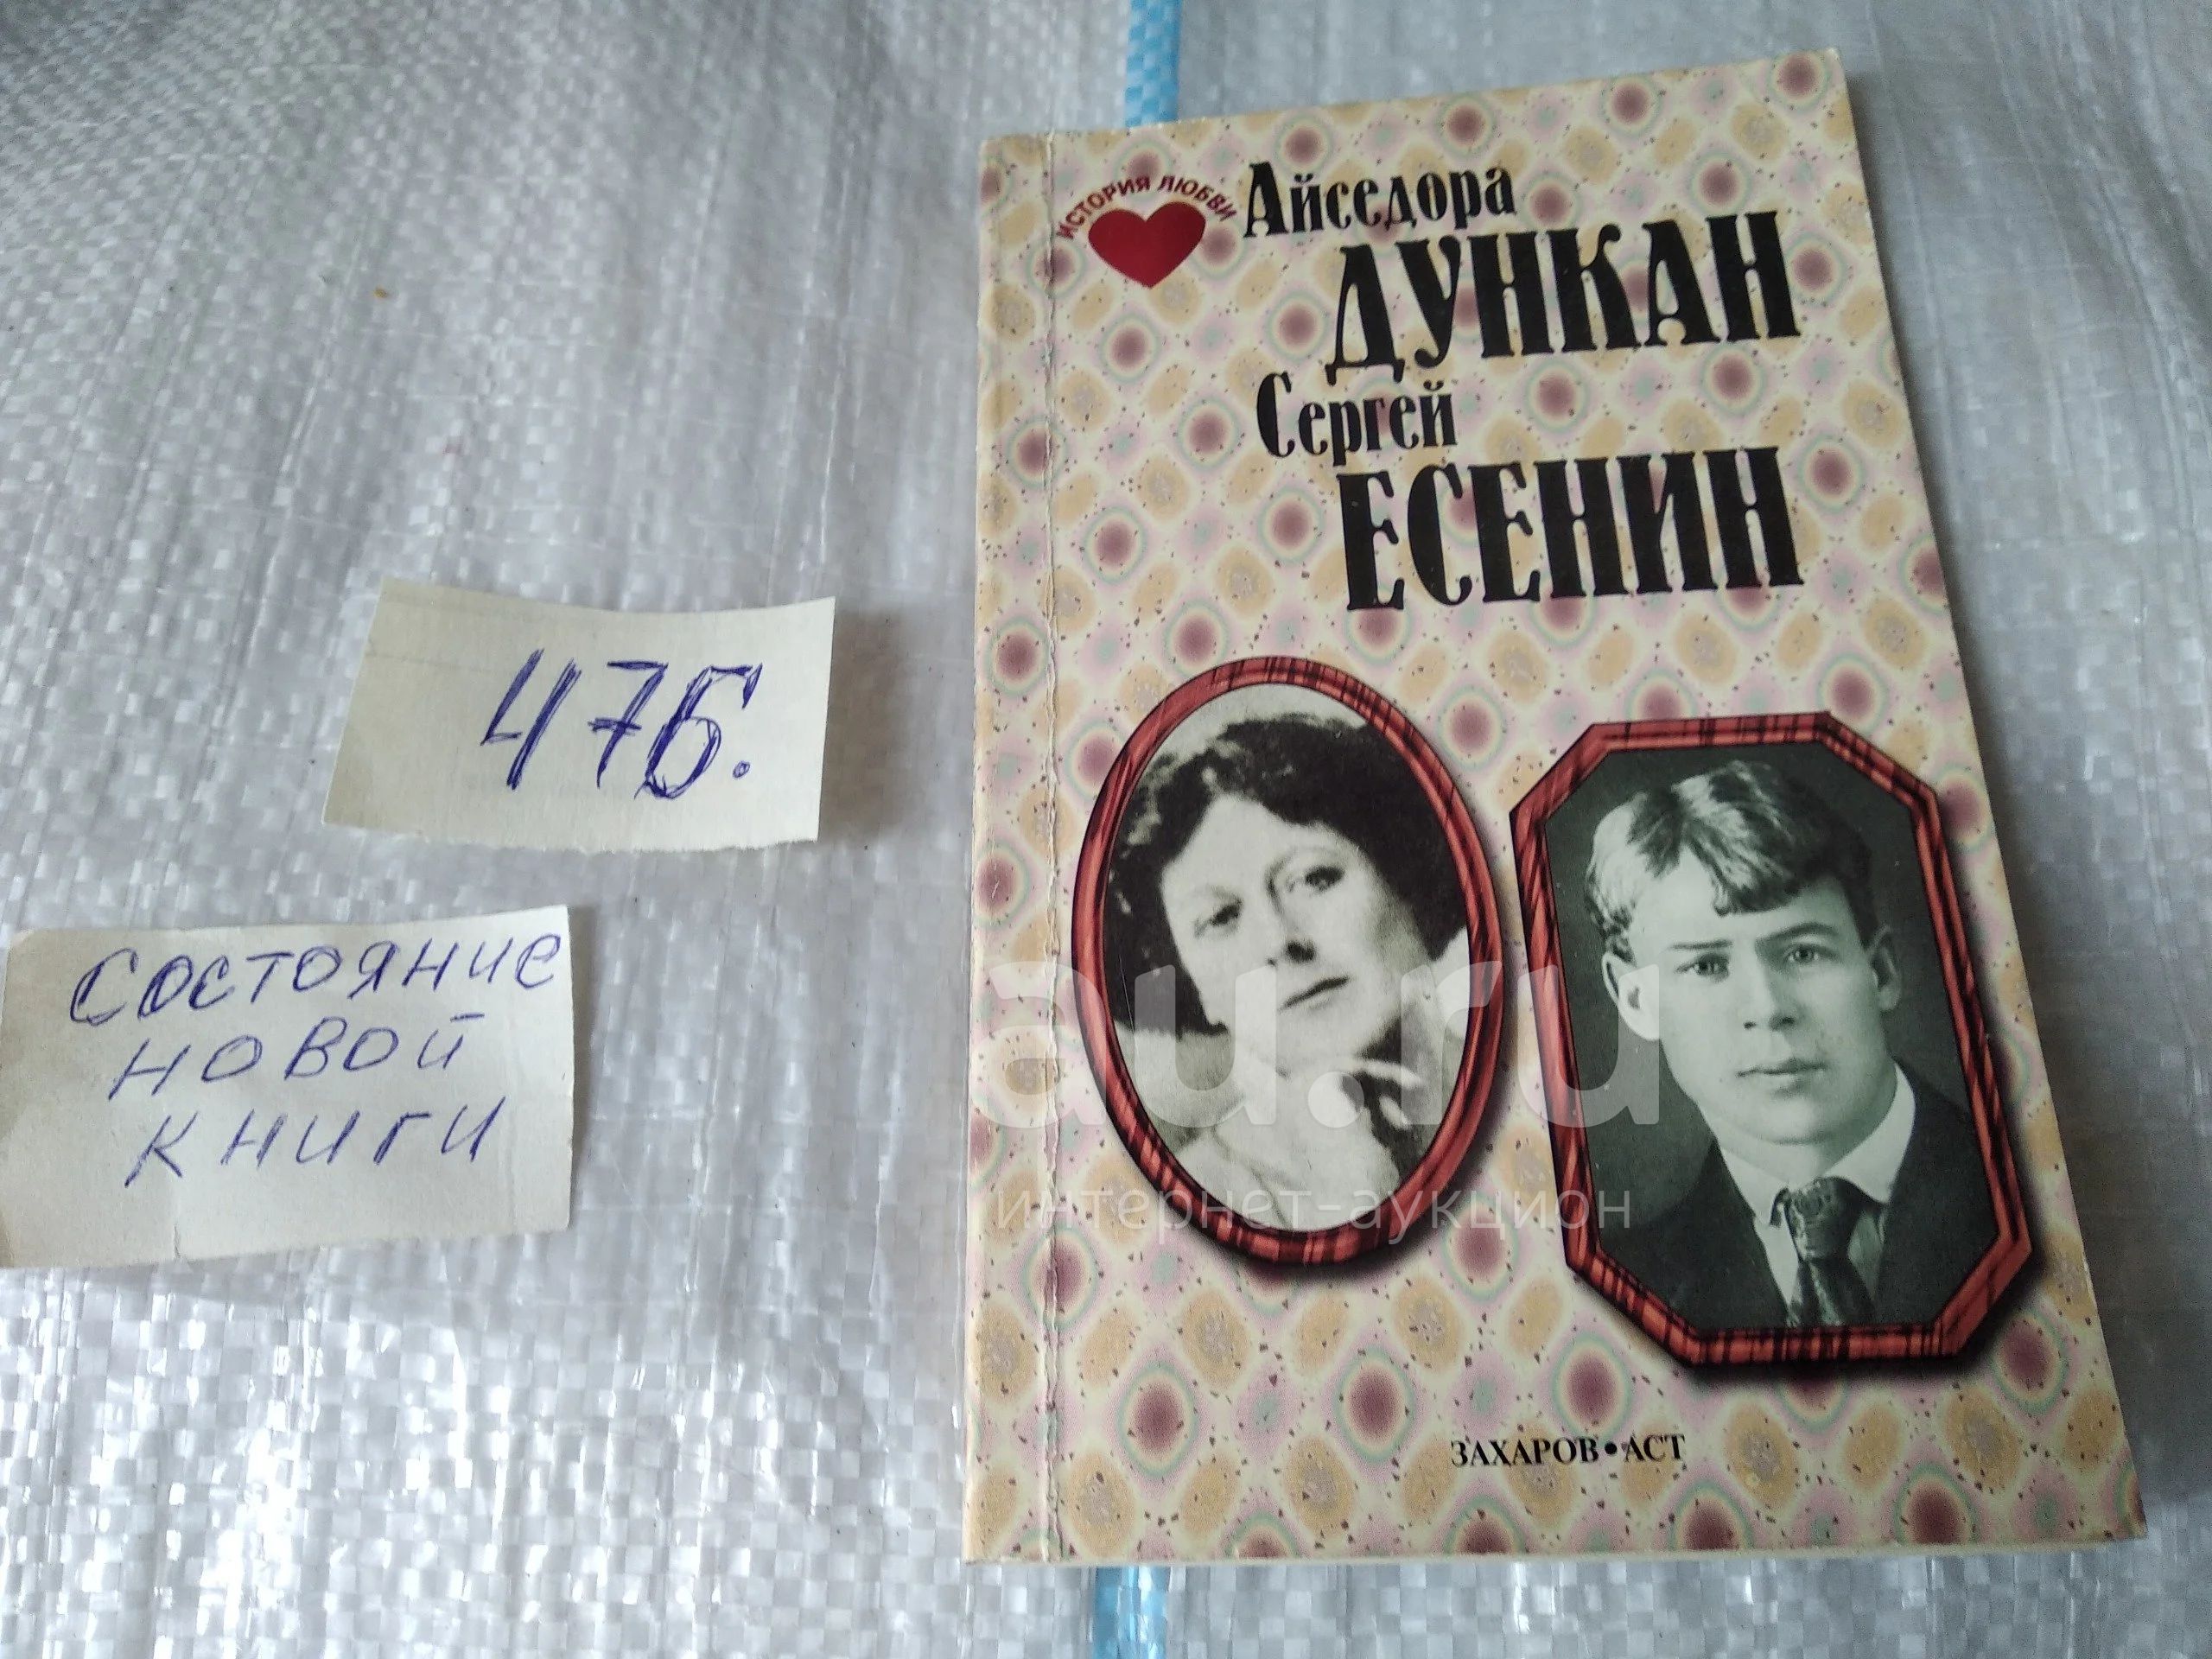 ИСТОРИЯ ЛЮБВИ
Айседора
ДУНКАН
Сергей
ЕСЕНИН
476.
СОСТОЯНИЕ
НОВОЙ
КНИГИ
au.ru
интернет-аукцион
ЗАХАРОВ•АСТ